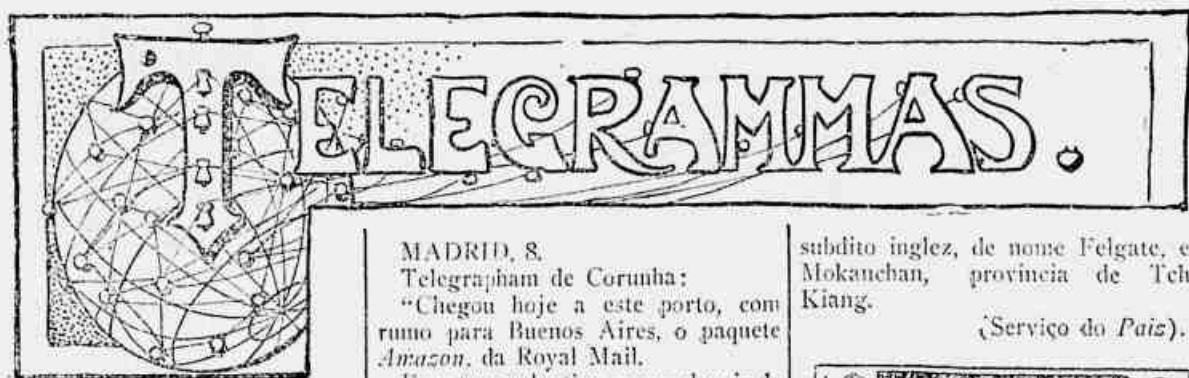 TELEGRAMMAS.
MADRID, 8.
Telegrapham de Corunha:
"Chegou hoje a este porto, com
rumo para Buenos Aires, o paquete
Amazon, da Royal Mail.
subdito inglez, de nome Felgate, e
Mokanchan, provincia de Teh
Kiang.
(Serviço do Paiz).